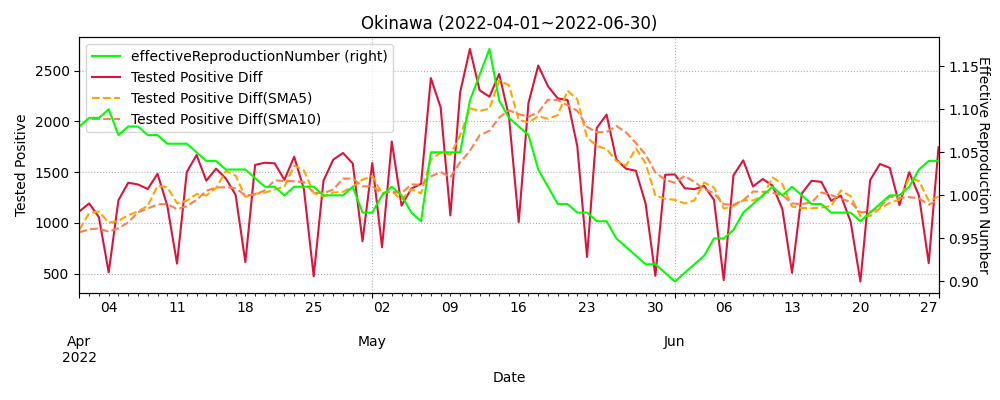 Okinawa (2022-04-01~2022-06-30)
effectiveReproductionNumber (right)
Tested Positive Diff
Tested Positive Diff(SMA5)
Tested Positive Diff(SMA10)
Tested Positive
2500
2000
1500
1000
500
Effective Reproduction Number
1.15
1.10
1.05
1.00
0.95
0.90
04 11 18 25 02 09 16 23 30 06 13 20 27
Apr May Jun
2022
Date